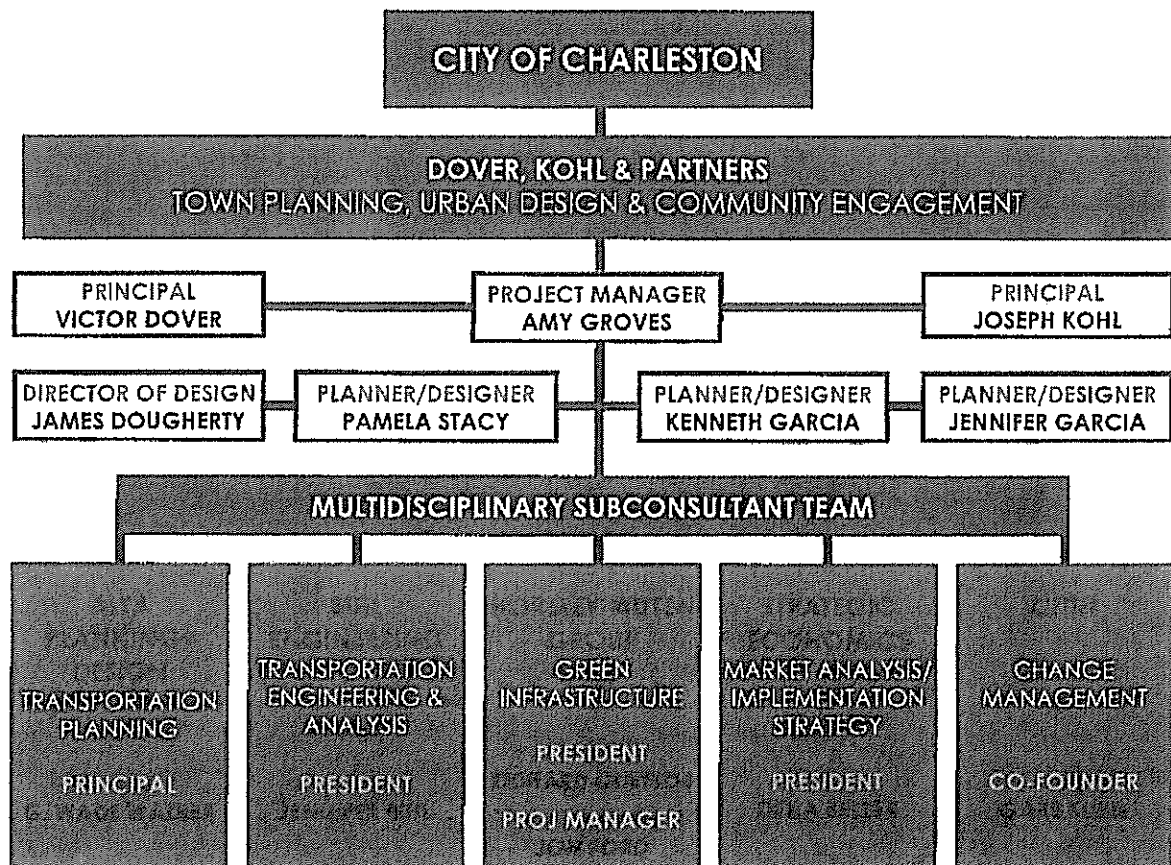 CITY OF CHARLESTON
DOVER, KOHL & PARTNERS
TOWN PLANNING, URBAN DESIGN & COMMUNITY ENGAGEMENT
PRINCIPAL
VICTOR DOVER
PROJECT MANAGER
AMY GROVES
PRINCIPAL
JOSEPH KOHL
DIRECTOR OF DESIGN
JAMES DOUGHERTY
PLANNER/DESIGNER
PAMELA STACY
PLANNER/DESIGNER
KENNETH GARCIA
PLANNER/DESIGNER
JENNIFER GARCIA
MULTIDISCIPLINARY SUBCONSULTANT TEAM
TRANSPORTATION
PLANNING
PRINCIPAL
TRANSPORTATION
ENGINEERING &
ANALYSIS
PRESIDENT
GREEN
INFRASTRUCTURE
PRESIDENT
PROJ MANAGER
MARKET ANALYSIS/
IMPLEMENTATION
STRATEGY
PRESIDENT
CHANGE
MANAGEMENT
CO-FOUNDER